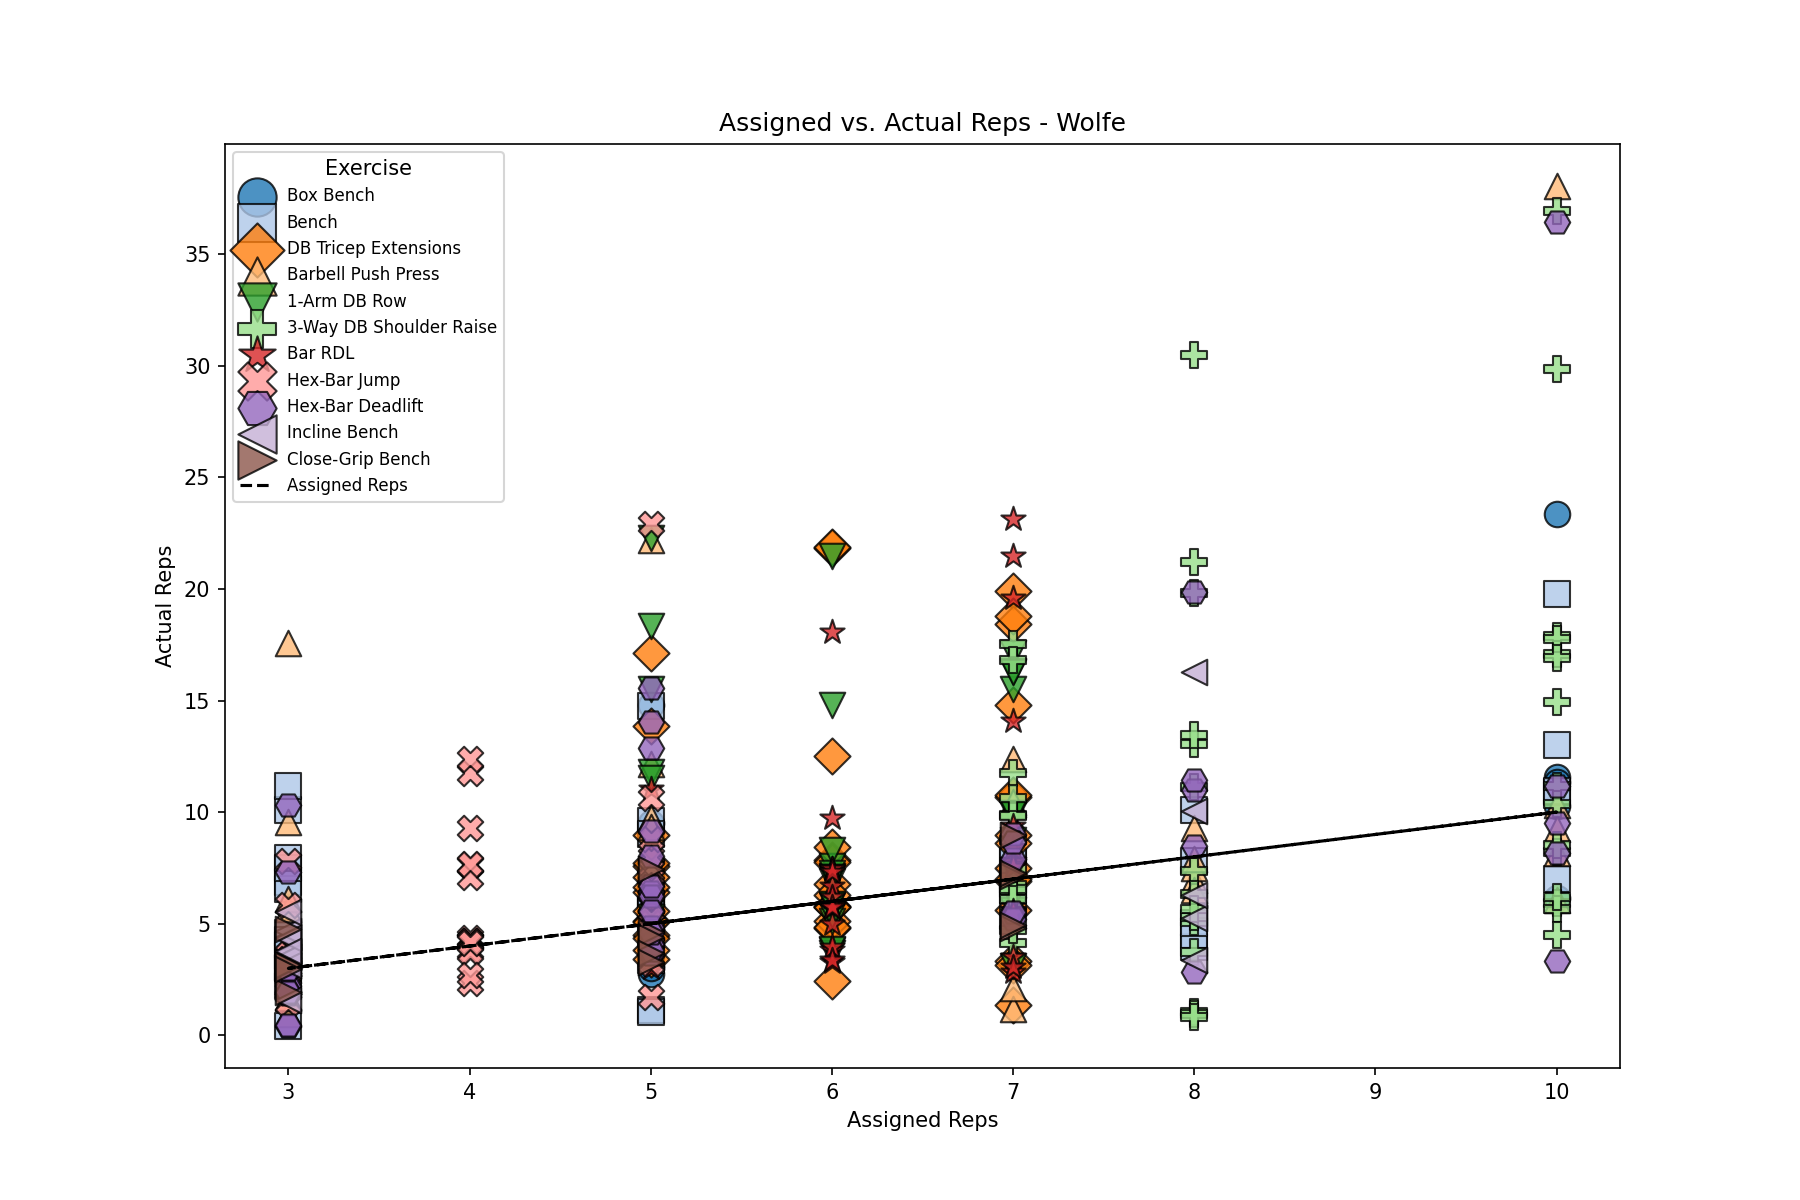 Assigned vs. Actual Reps - Wolfe
Exercise
Box Bench
Bench
DB Tricep Extensions
Barbell Push Press
1-Arm DB Row
3-Way DB Shoulder Raise
Bar RDL
Hex-Bar Jump
Hex-Bar Deadlift
Incline Bench
Close-Grip Bench
Assigned Reps
Actual Reps
35
30
25
20
15
10
5
0
3 4 5 6 7 8 9 10
Assigned Reps